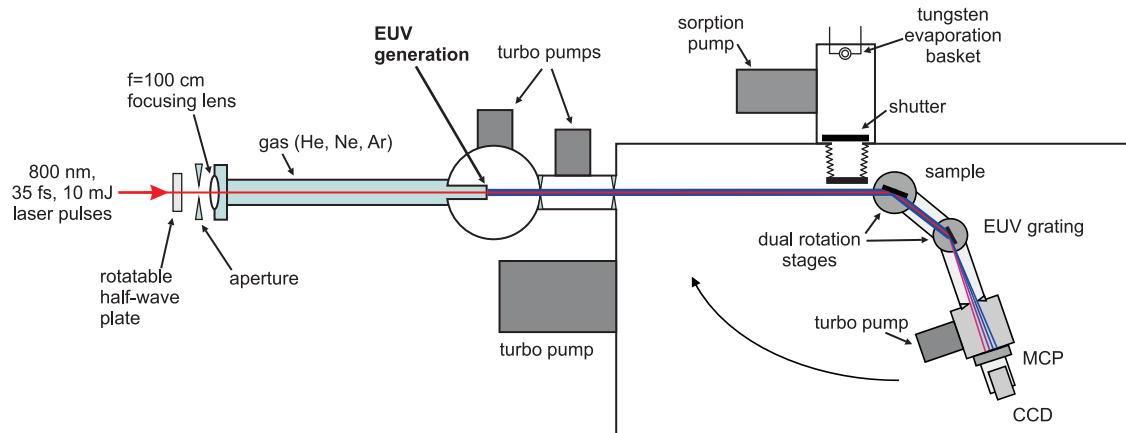 EUV
generation
turbo pumps
sorption
pump
tungsten
evaporation
basket
shutter
f=100 cm
focusing lens
gas (He, Ne, Ar)
800 nm,
35 fs, 10 mJ
laser pulses
sample
EUV grating
dual rotation
stages
rotatable
half-wave
plate
aperture
turbo pump
turbo pump
MCP
CCD